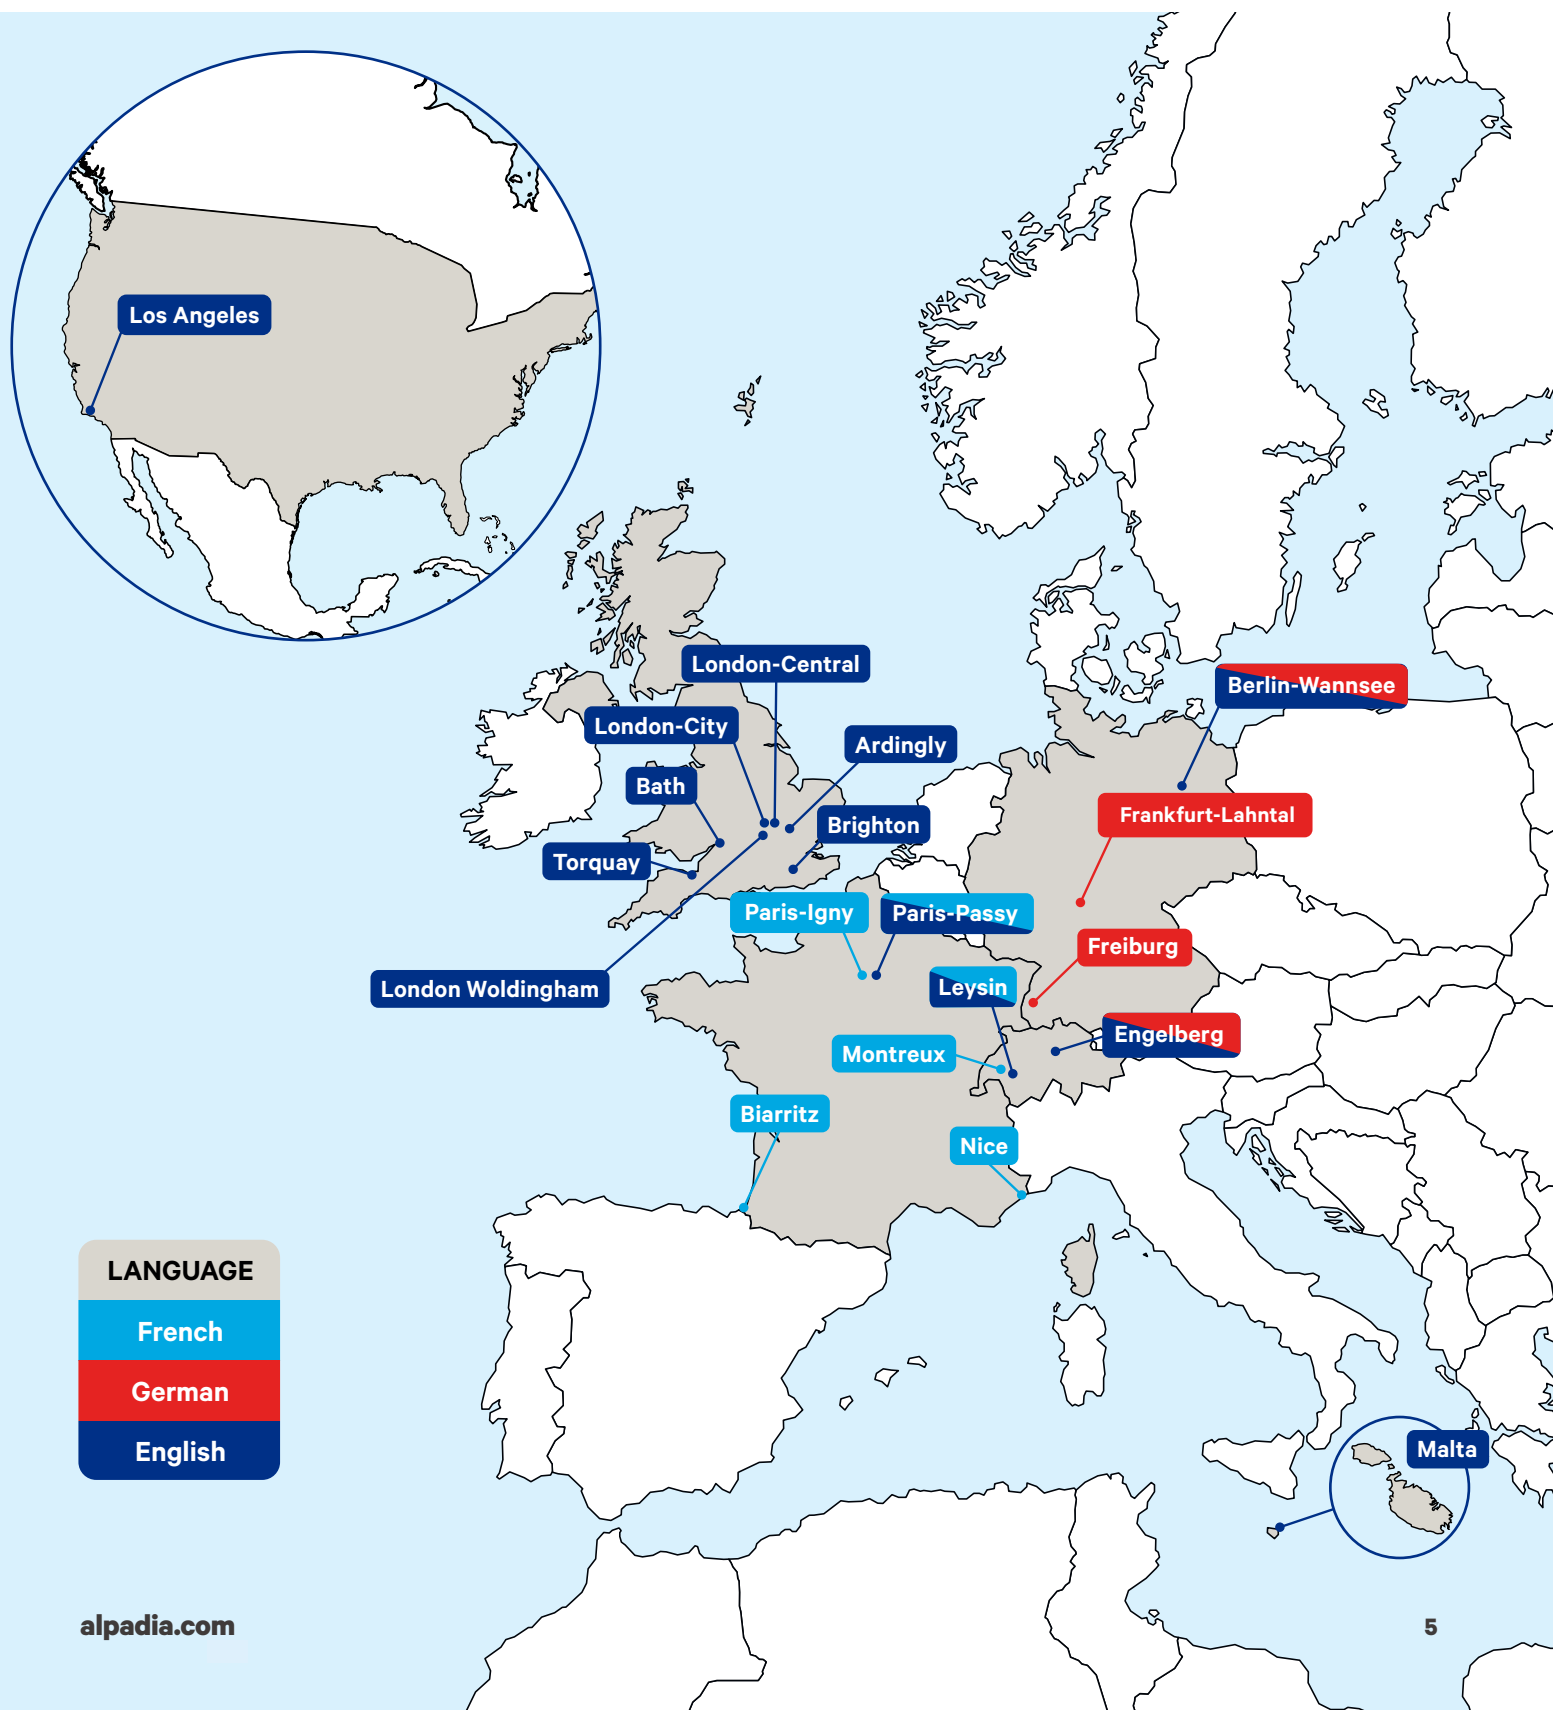 Los Angeles
London-Central
Berlin-Wannsee
London-City
Ardingly
Bath
Frankfurt-Lahntal
Brighton
Torquay
Paris-Igny
Paris-Passy
Freiburg
London Woldingham
Leysin
Engelberg
Montreux
Biarritz
Nice
LANGUAGE
French
German
English
Malta
alpadia.com
5